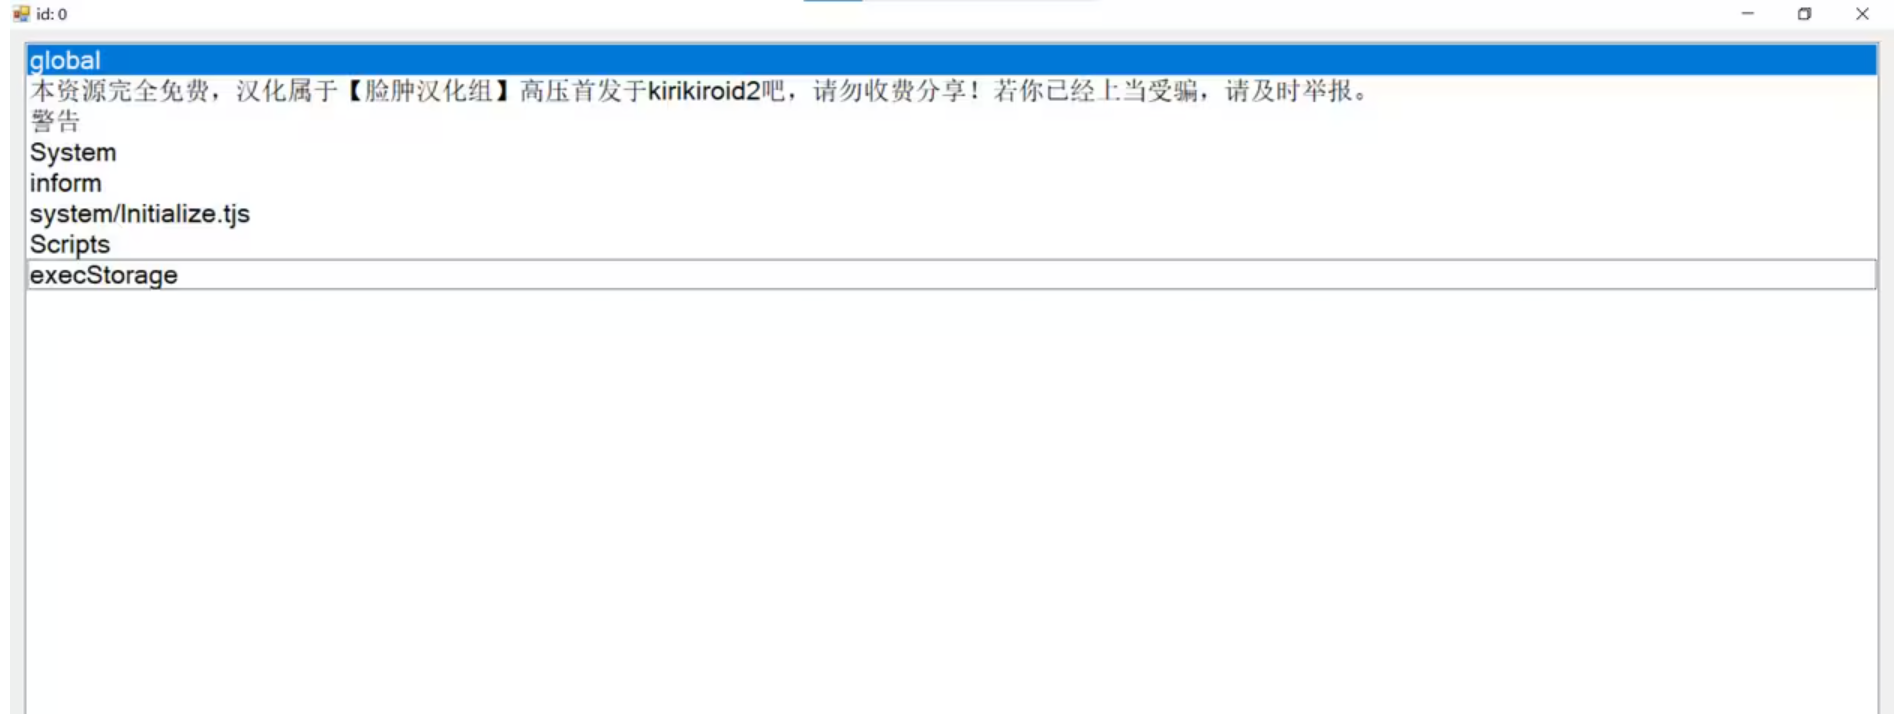 id: 0
global
本资源完全免费，汉化属于【脸肿汉化组】高压首发于kirikiroid2吧，请勿收费分享！若你已经上当受骗，请及时举报。
警告
System
inform
system/Initialize.tjs
Scripts
execStorage